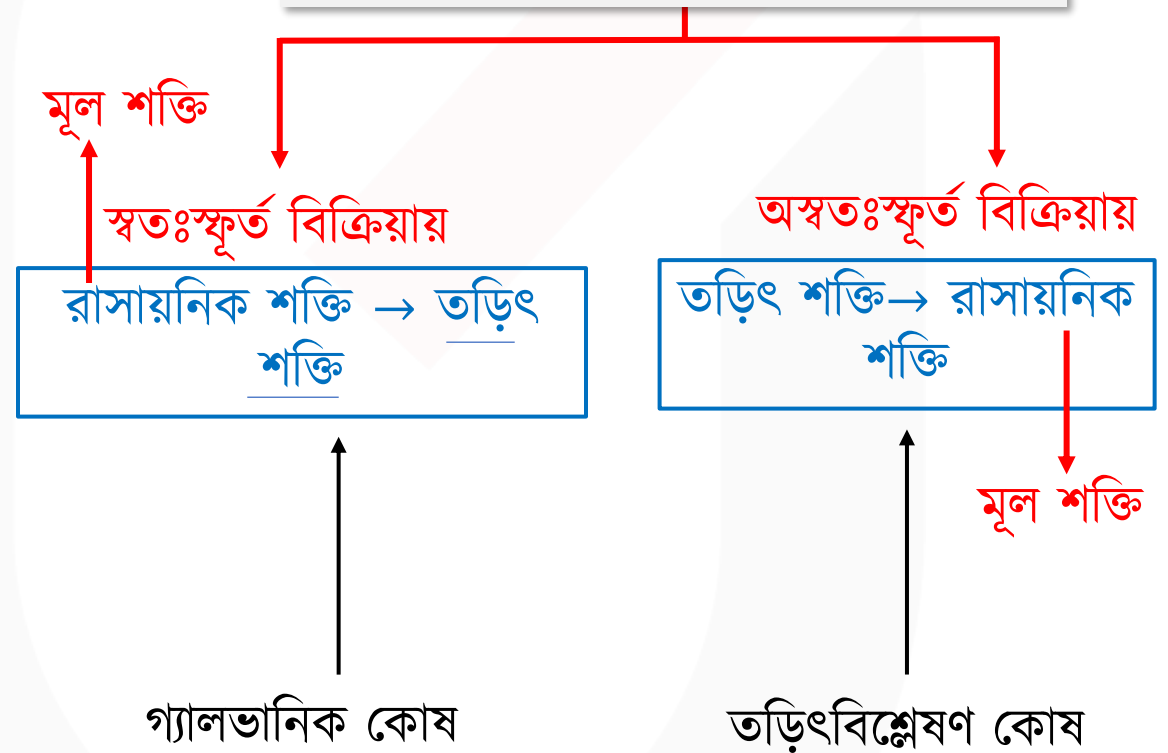 মূল শক্তি
স্বতঃস্ফূর্ত বিক্রিয়ায়
রাসায়নিক শক্তি → তড়িৎ
শক্তি
গ্যালভানিক কোষ
অস্বতঃস্ফূর্ত বিক্রিয়ায়
তড়িৎ শক্তি→ রাসায়নিক
শক্তি
মূল শক্তি
তড়িৎবিশ্লেষণ কোষ